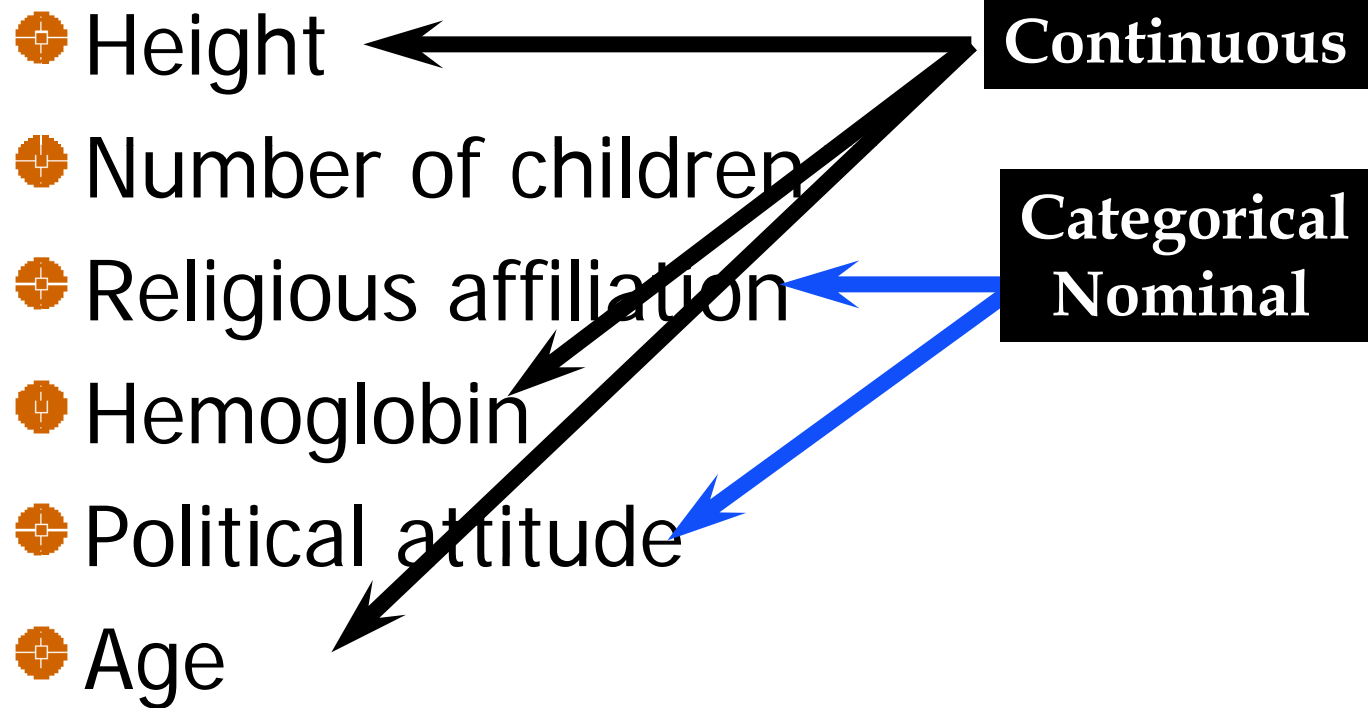 Height
Continuous
Number of children
Categorical
Nominal
Religious affiliation
Hemoglobin
Political attitude
Age